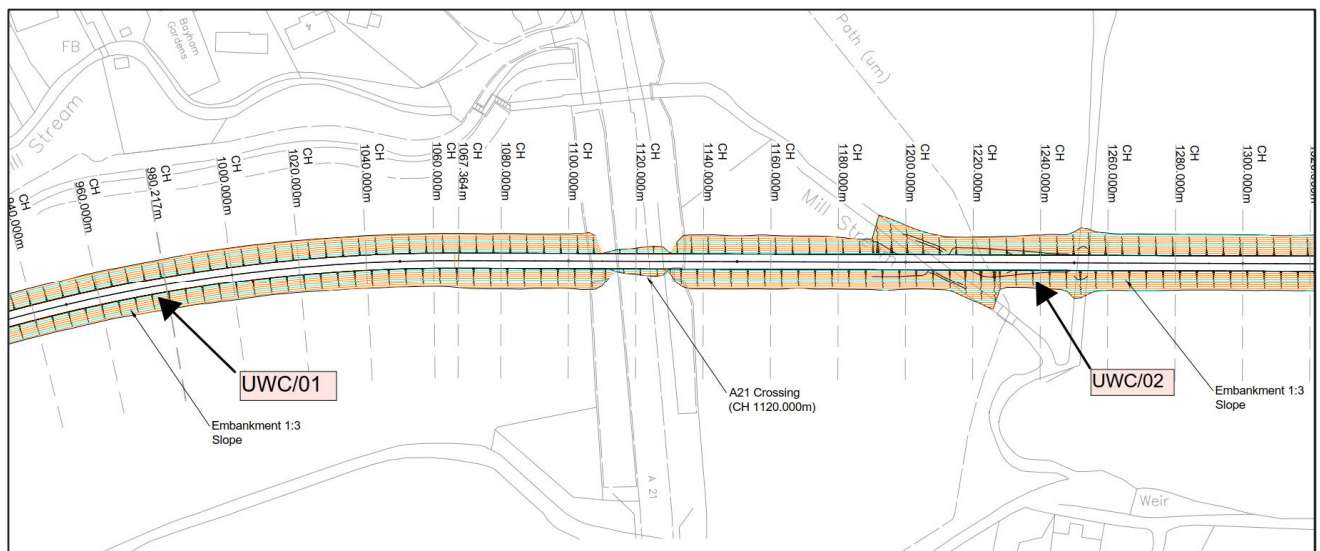 FB
Bayham
Gardens
Mill Stream
Path (um)
CH
940.000m
CH
960.000m
CH
980.217m
CH
1000.000m
CH
1020.000m
CH
1040.000m
CH
1060.000m
CH
1067.364m
CH
1080.000m
CH
1100.000m
CH
1120.000m
CH
1140.000m
CH
1160.000m
CH
1180.000m
CH
1200.000m
CH
1220.000m
CH
1240.000m
CH
1260.000m
CH
1280.000m
CH
1300.000m
Mill Stream
UWC/01
UWC/02
A21 Crossing
(CH 1120.000m)
Embankment 1:3
Slope
Embankment 1:3
Slope
A 21
Weir